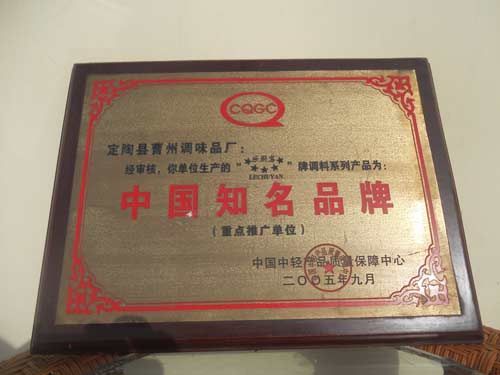 CQGC
定陶县曹州调味品厂：
经审核，你单位生产的“乐厨宴 LECHUYAN”牌调料系列产品为：
中国知名品牌
（重点推广单位）
中国中轻产品质量保障中心
二〇〇五年九月